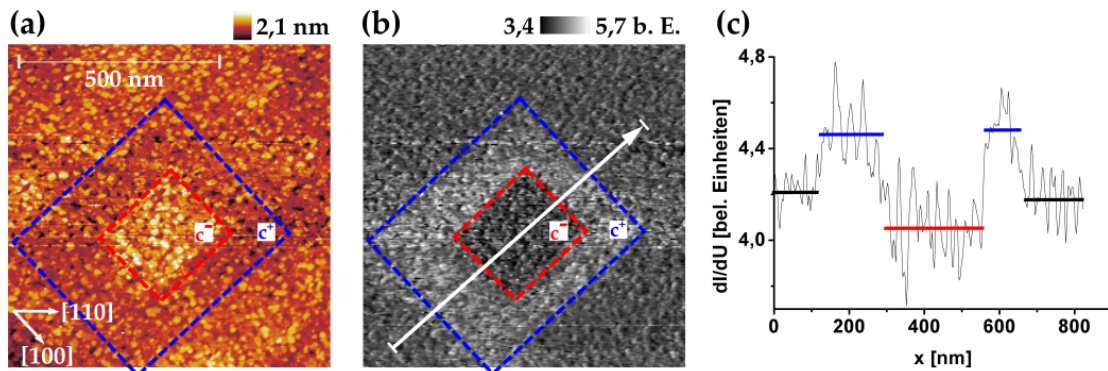 (a)
2,1 nm
500 nm
c⁻
c⁺
[110]
[100]
(b)
3,4
5,7 b. E.
c⁻
c⁺
(c)
dI/dU [bel. Einheiten]
4,8
4,4
4,0
0
200
400
600
800
x [nm]